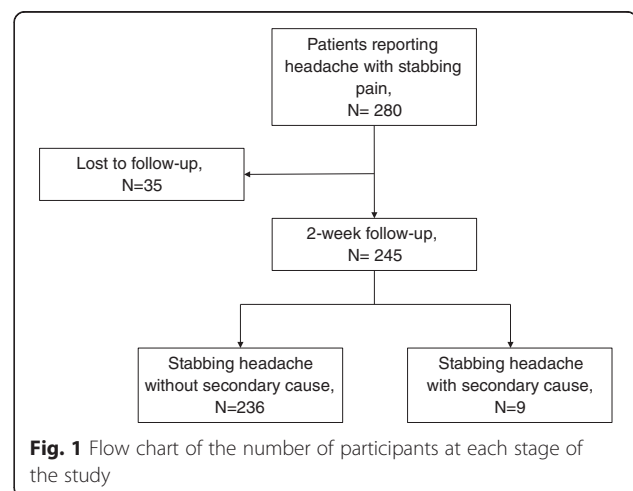 Patients reporting
headache with stabbing
pain,
N= 280
Lost to follow-up,
N=35
2-week follow-up,
N= 245
Stabbing headache
without secondary cause,
N=236
Stabbing headache
with secondary cause,
N=9
Fig. 1 Flow chart of the number of participants at each stage of
the study